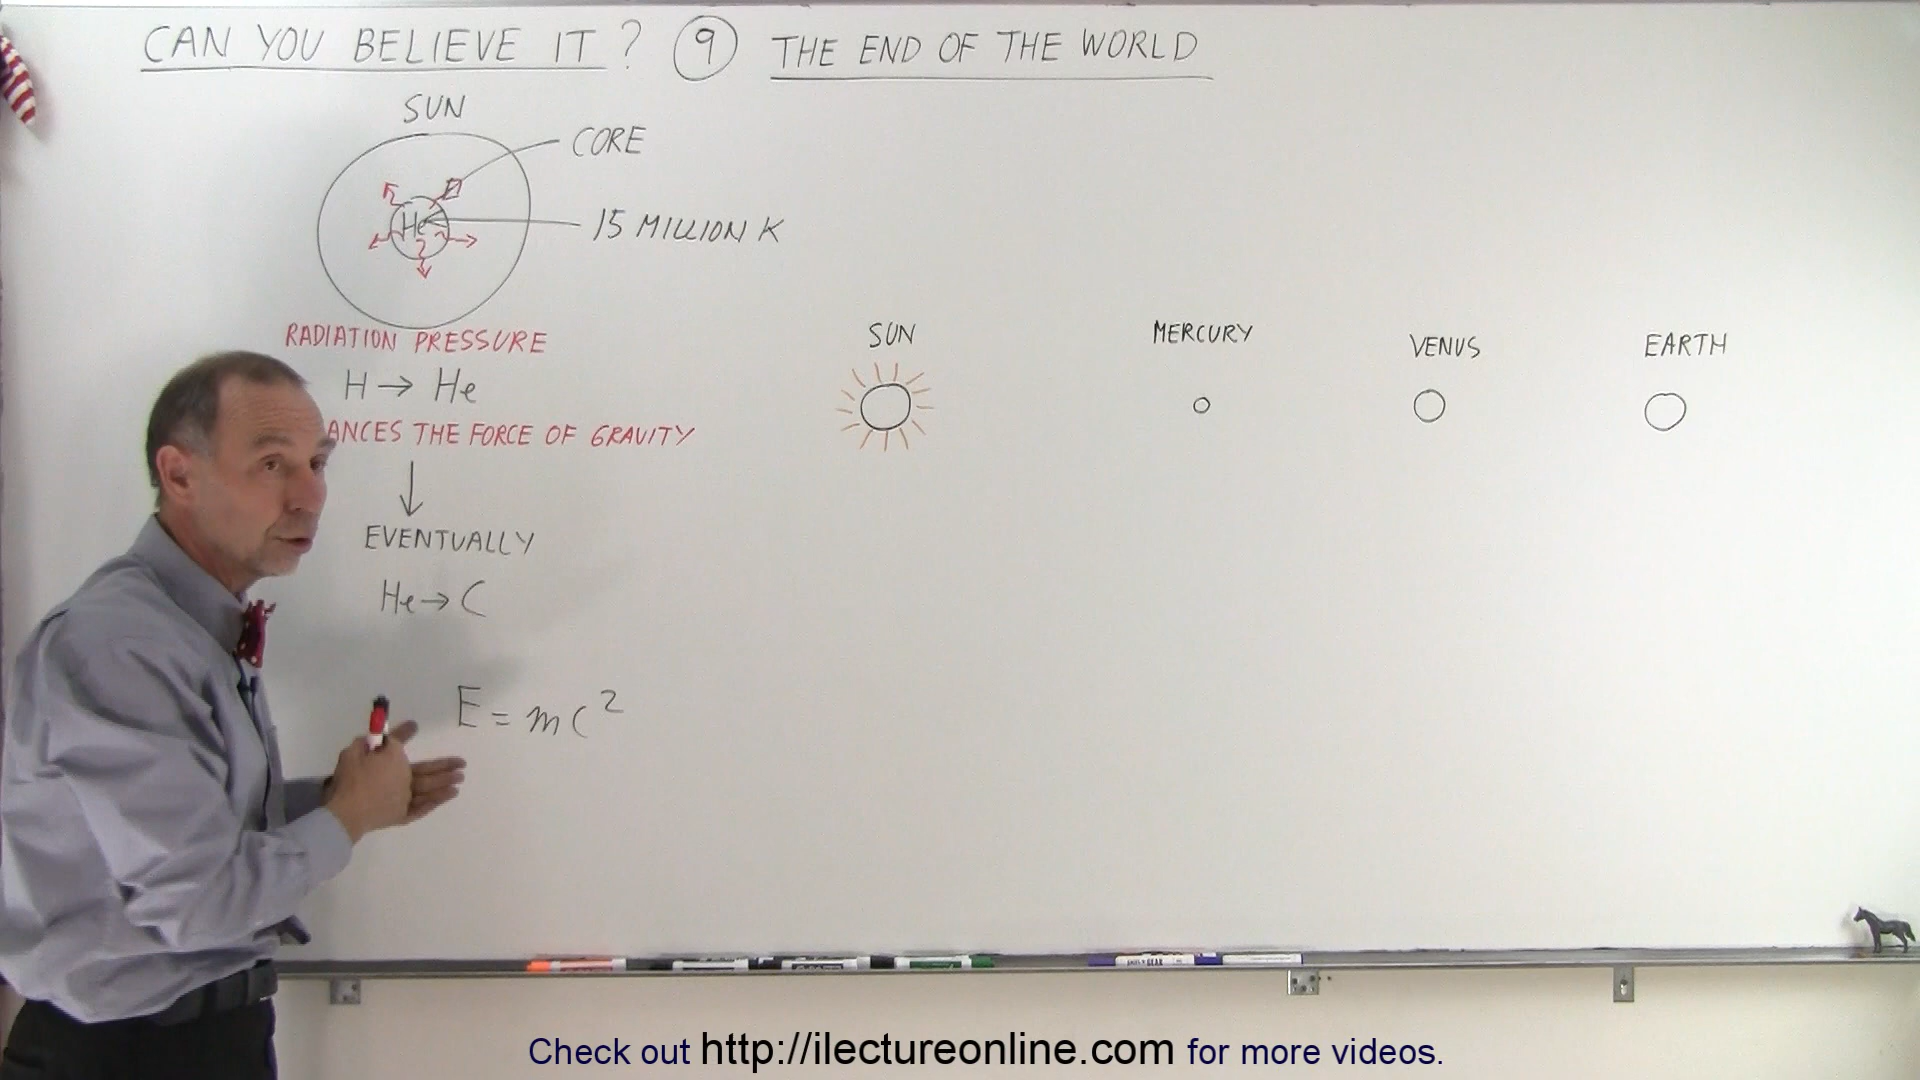 CAN YOU BELIEVE IT? 9 THE END OF THE WORLD
SUN
CORE
He
15 MILLION K
RADIATION PRESSURE
H → He
ANCES THE FORCE OF GRAVITY
EVENTUALLY
He → C
E = mc²
SUN MERCURY VENUS EARTH
Check out http://ilectureonline.com for more videos.